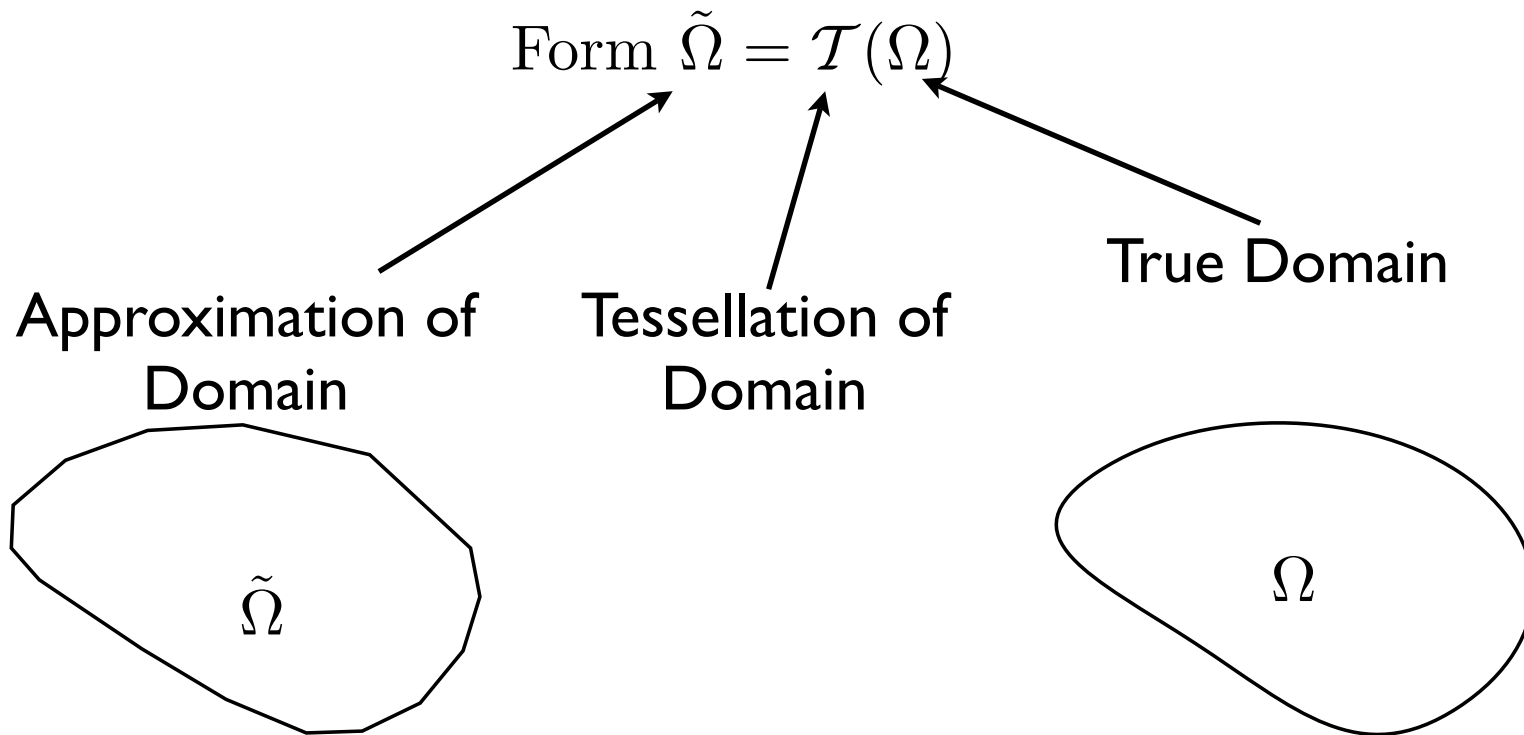 Form Ω̃ = 𝒯(Ω)
True Domain
Approximation of
Domain
Tessellation of
Domain
Ω̃
Ω